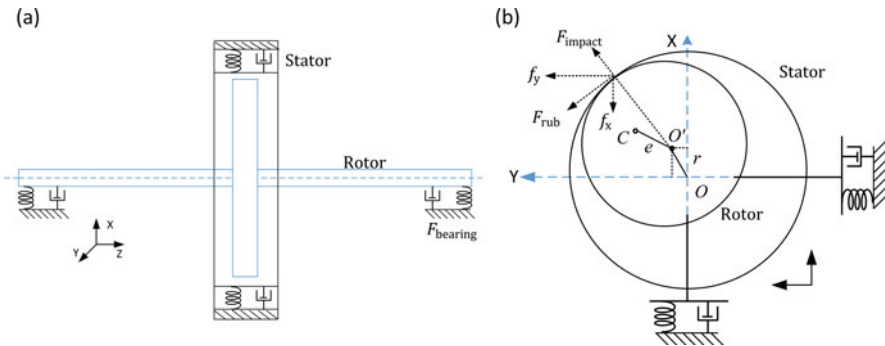 (a)
Stator
Rotor
F_bearing
X
Y
Z
(b)
X
F_impact
Stator
f_y
F_rub
f_x
C
e
O'
r
Y
O
Rotor